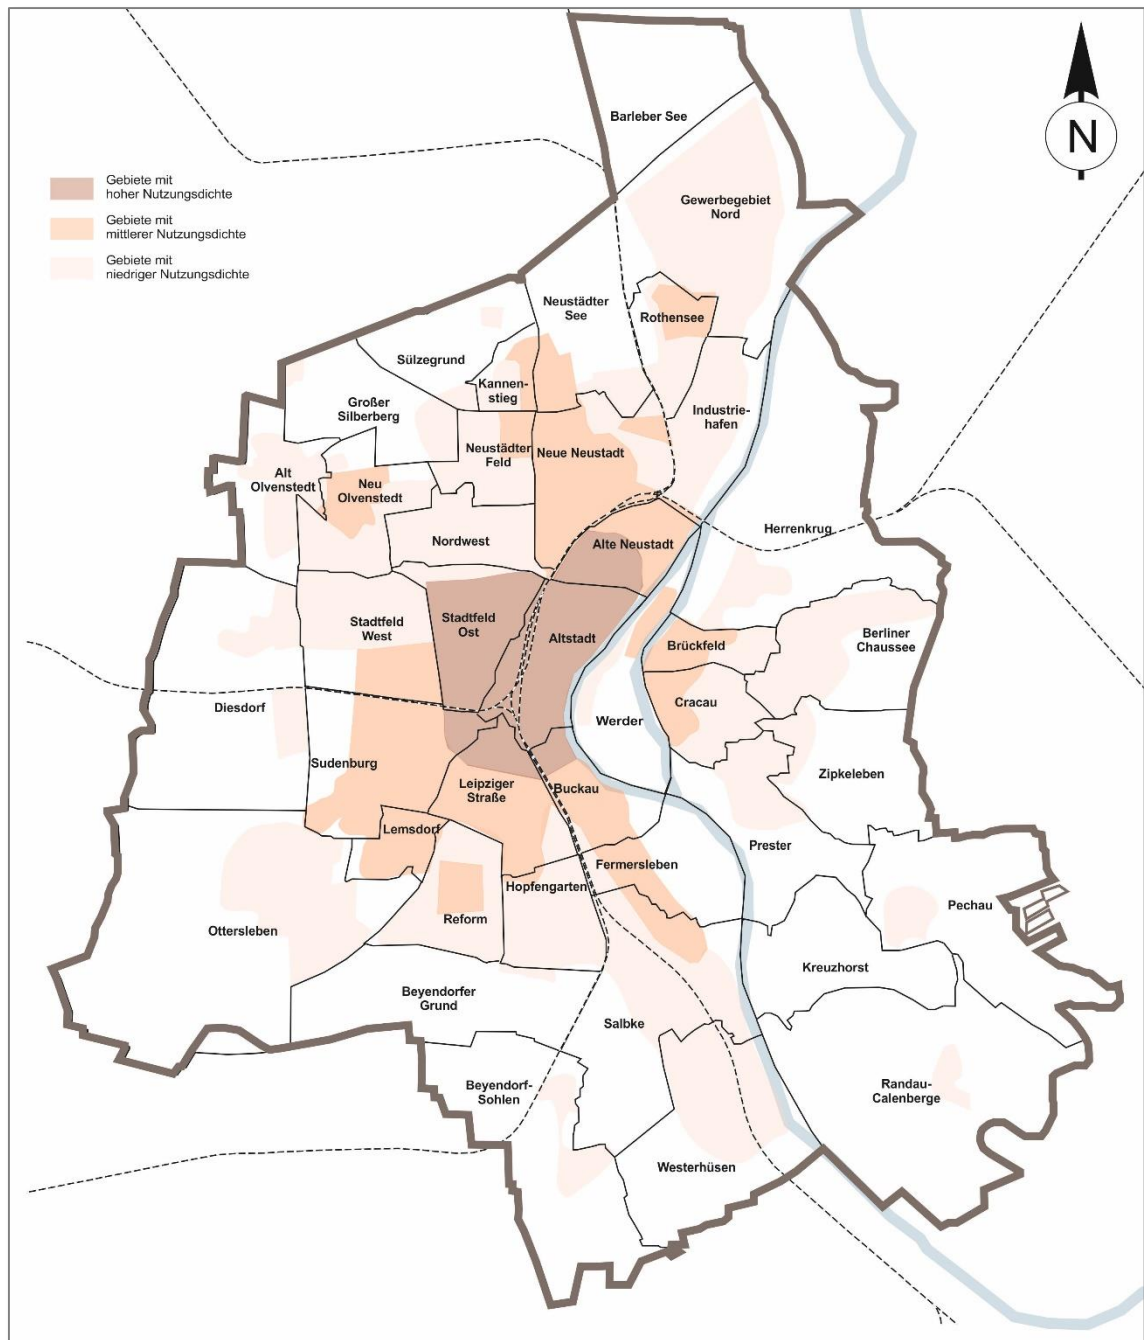 N
Gebiete mit
hoher Nutzungsdichte
Gebiete mit
mittlerer Nutzungsdichte
Gebiete mit
niedriger Nutzungsdichte
Barleber See
Gewerbegebiet
Nord
Neustädter
See
Rothensee
Sülzegrund
Kannen-
stieg
Großer
Silberberg
Industrie-
hafen
Neustädter
Feld
Neue Neustadt
Alt
Olvenstedt
Neu
Olvenstedt
Nordwest
Alte Neustadt
Herrenkrug
Stadtfeld
West
Stadtfeld
Ost
Altstadt
Brückfeld
Berliner
Chaussee
Diesdorf
Werder
Cracau
Sudenburg
Zipkeleben
Leipziger
Straße
Buckau
Lemsdorf
Prester
Fermersleben
Hopfengarten
Reform
Ottersleben
Pechau
Kreuzhorst
Beyendorfer
Grund
Salbke
Beyendorf-
Sohlen
Randau-
Calenberge
Westerhüsen